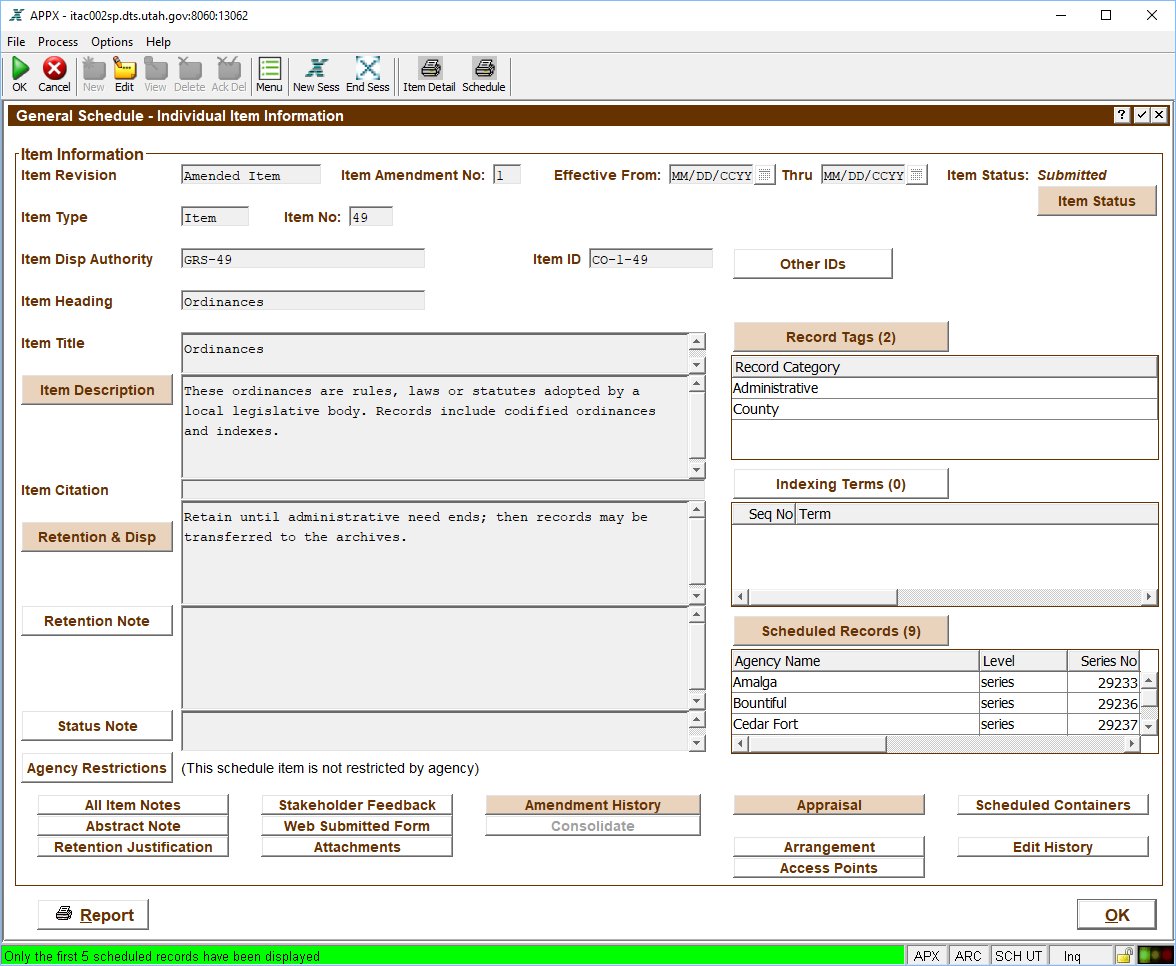 APPX - itac002sp.dts.utah.gov:8060:13062
File Process Options Help
OK Cancel New Edit View Delete Ack Del Menu New Sess End Sess Item Detail Schedule
General Schedule - Individual Item Information
Item Information
Item Revision Amended Item Item Amendment No: 1 Effective From: MM/DD/CCYY Thru MM/DD/CCYY Item Status: Submitted
Item Status
Item Type Item Item No: 49
Item Disp Authority GRS-49 Item ID CO-1-49 Other IDs
Item Heading Ordinances
Item Title Ordinances
Record Tags (2)
Record Category
Administrative
County
Item Description
These ordinances are rules, laws or statutes adopted by a
local legislative body. Records include codified ordinances
and indexes.
Item Citation
Indexing Terms (0)
Seq No Term
Retention & Disp
Retain until administrative need ends; then records may be
transferred to the archives.
Retention Note
Scheduled Records (9)
Agency Name Level Series No
Amalga series 29233
Bountiful series 29236
Cedar Fort series 29237
Status Note
Agency Restrictions (This schedule item is not restricted by agency)
All Item Notes Stakeholder Feedback Amendment History Appraisal Scheduled Containers
Abstract Note Web Submitted Form Consolidate
Retention Justification Attachments Arrangement Edit History
Access Points
Report OK
Only the first 5 scheduled records have been displayed APX ARC SCH UT Inq